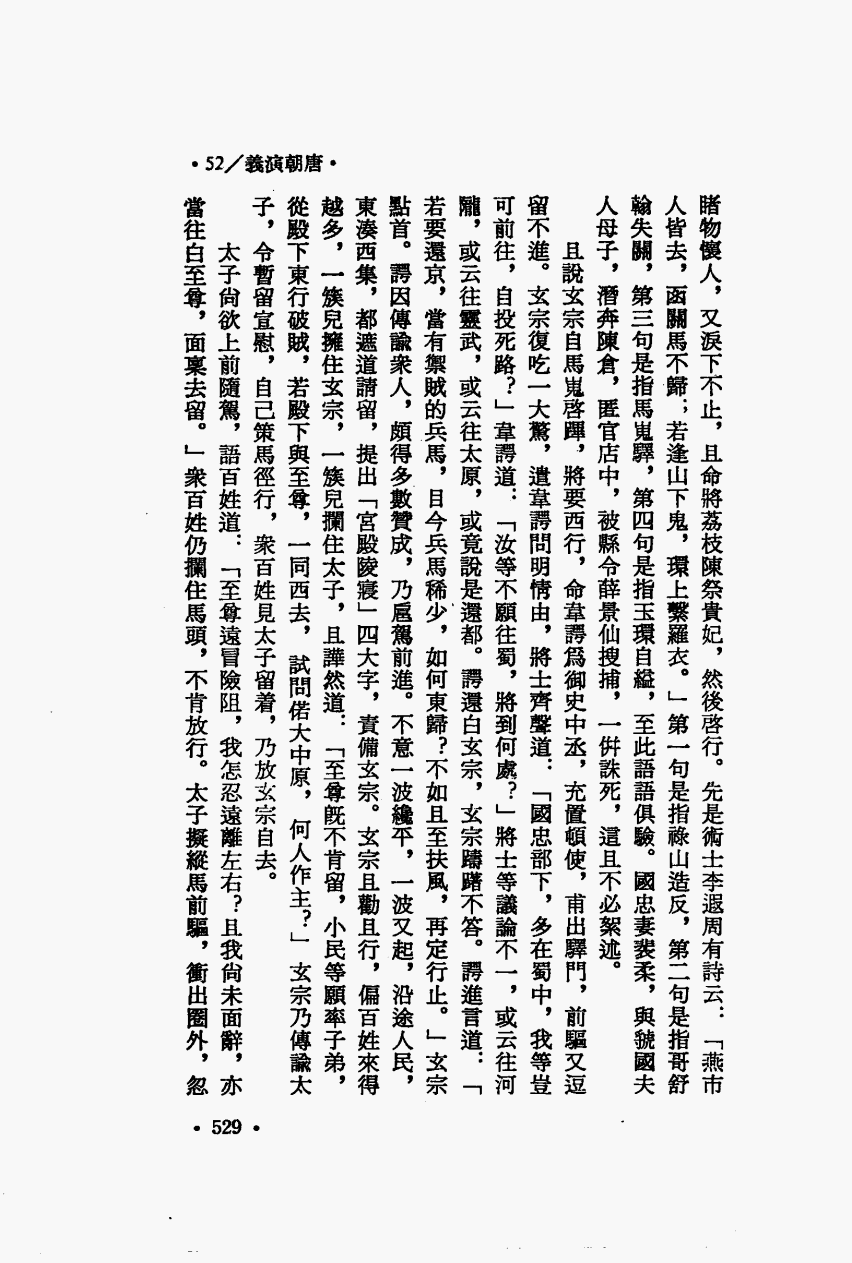 •52/義演朝唐•
睹物懷人，又淚下不止，且命將荔枝陳祭貴妃，然後啓行。先是術士李遐周有詩云：「燕市
人皆去，函關馬不歸；若逢山下鬼，環上繫羅衣。」第一句是指祿山造反，第二句是指哥舒
翰失關，第三句是指馬嵬驛，第四句是指玉環自縊，至此語語俱驗。國忠妻裴柔，與虢國夫
人母子，潛奔陳倉，匿官店中，被縣令薛景仙搜捕，一併誅死，這且不必絮述。
且說玄宗自馬嵬啓蹕，將要西行，命韋諤爲御史中丞，充置頓使，甫出驛門，前驅又逗
留不進。玄宗復吃一大驚，遣韋諤問明情由，將士齊聲道：「國忠部下，多在蜀中，我等豈
可前往，自投死路？」韋諤道：「汝等不願往蜀，將到何處？」將士等議論不一，或云往河
隴，或云往靈武，或云往太原，或竟說是還都。諤還白玄宗，玄宗躊躇不答。諤進言道：「
若要還京，當有禦賊的兵馬，目今兵馬稀少，如何東歸？不如且至扶風，再定行止。」玄宗
點首。諤因傳諭衆人，頗得多數贊成，乃扈駕前進。不意一波纔平，一波又起，沿途人民，
東湊西集，都遮道請留，提出「宮殿陵寢」四大字，責備玄宗。玄宗且勸且行，偏百姓來得
越多，一簇兒擁住玄宗，一簇兒攔住太子，且譁然道：「至尊旣不肯留，小民等願率子弟，
從殿下東行破賊，若殿下與至尊，一同西去，試問偌大中原，何人作主？」玄宗乃傳諭太
子，令暫留宣慰，自己策馬徑行，衆百姓見太子留着，乃放玄宗自去。
太子尙欲上前隨駕，語百姓道：「至尊遠冒險阻，我怎忍遠離左右？且我尙未面辭，亦
當往白至尊，面稟去留。」衆百姓仍攔住馬頭，不肯放行。太子擬縱馬前驅，衝出圈外，忽
•529•